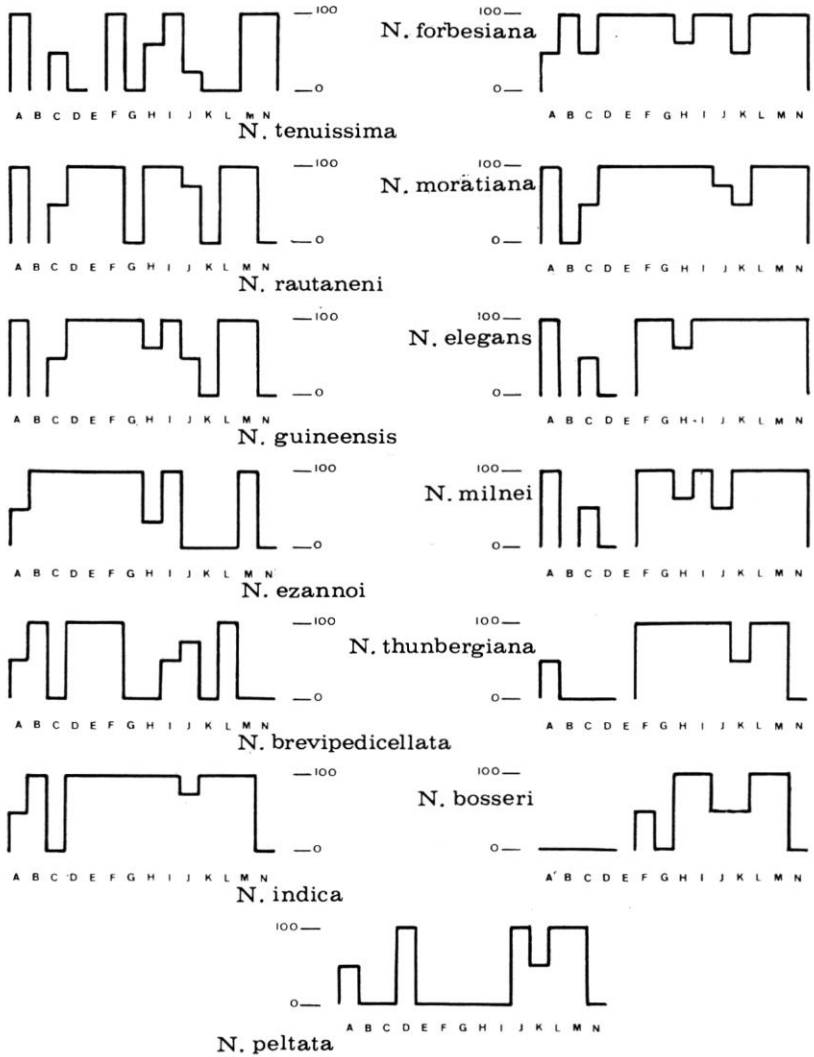 100
0
A B C D E F G H I J K L M N
N. tenuissima
100
N. forbesiana
0
A B C D E F G H I J K L M N
100
0
A B C D E F G H I J K L M N
N. rautaneni
100
N. moratiana
0
A B C D E F G H I J K L M N
100
0
A B C D E F G H I J K L M N
N. guineensis
100
N. elegans
0
A B C D E F G H I J K L M N
100
0
A B C D E F G H I J K L M N
N. ezannoi
100
N. milnei
0
A B C D E F G H I J K L M N
100
0
A B C D E F G H I J K L M N
N. brevipedicellata
100
N. thunbergiana
0
A B C D E F G H I J K L M N
100
0
A B C D E F G H I J K L M N
N. indica
100
N. bosseri
0
A B C D E F G H I J K L M N
100
0
A B C D E F G H I J K L M N
N. peltata